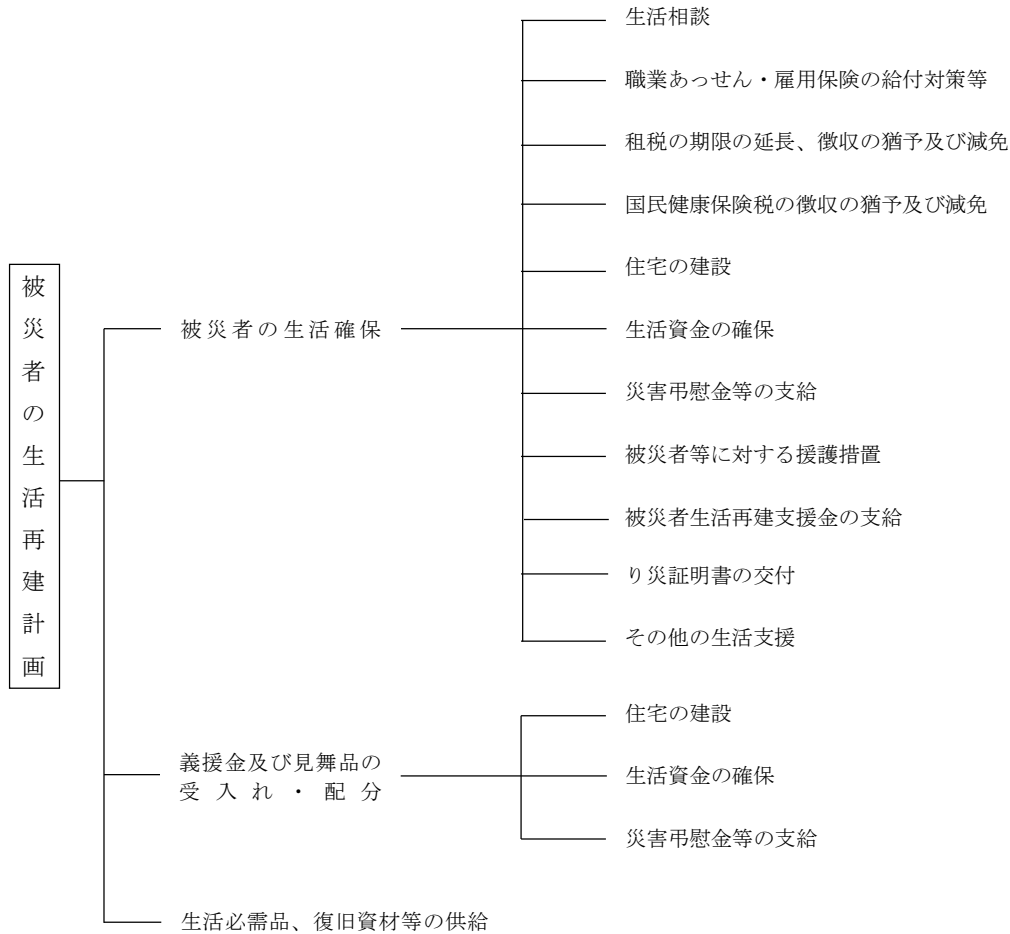 被災者の生活再建計画
被災者の生活確保
生活相談
職業あっせん・雇用保険の給付対策等
租税の期限の延長、徴収の猶予及び減免
国民健康保険税の徴収の猶予及び減免
住宅の建設
生活資金の確保
災害弔慰金等の支給
被災者等に対する援護措置
被災者生活再建支援金の支給
り災証明書の交付
その他の生活支援
義援金及び見舞品の
受入れ・配分
住宅の建設
生活資金の確保
災害弔慰金等の支給
生活必需品、復旧資材等の供給